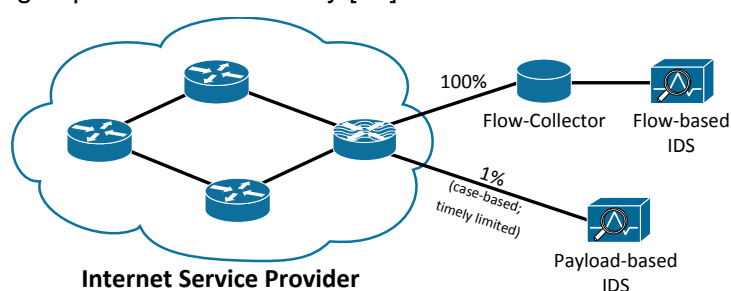 100%
Flow-Collector
Flow-based
IDS
1%
(case-based;
timely limited)
Payload-based
IDS
Internet Service Provider